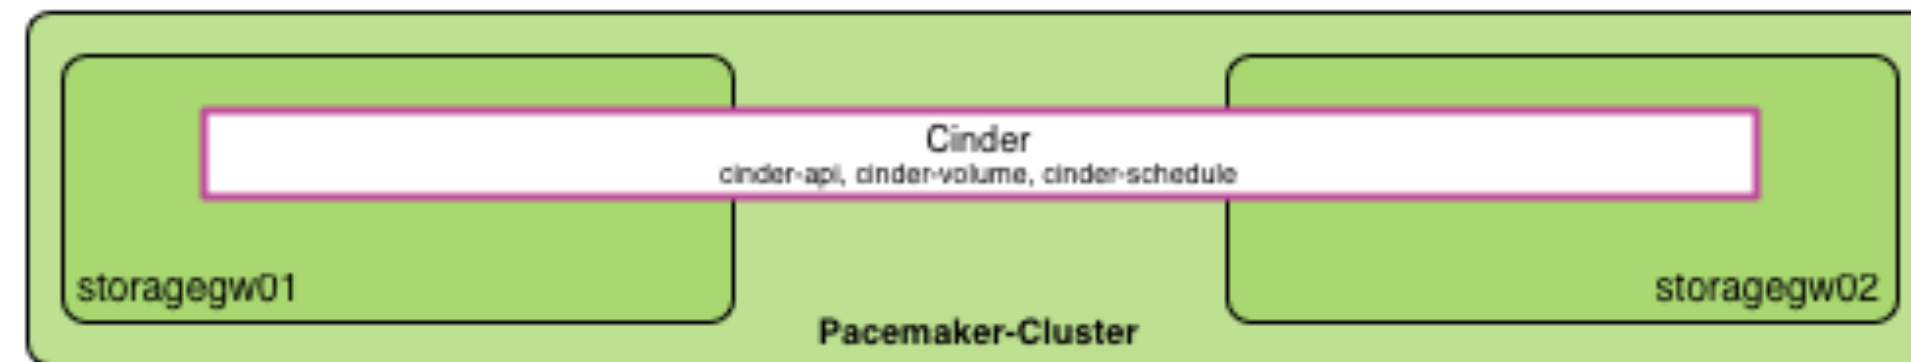 Cinder
cinder-api, cinder-volume, cinder-schedule
storagegw01
storagegw02
Pacemaker-Cluster